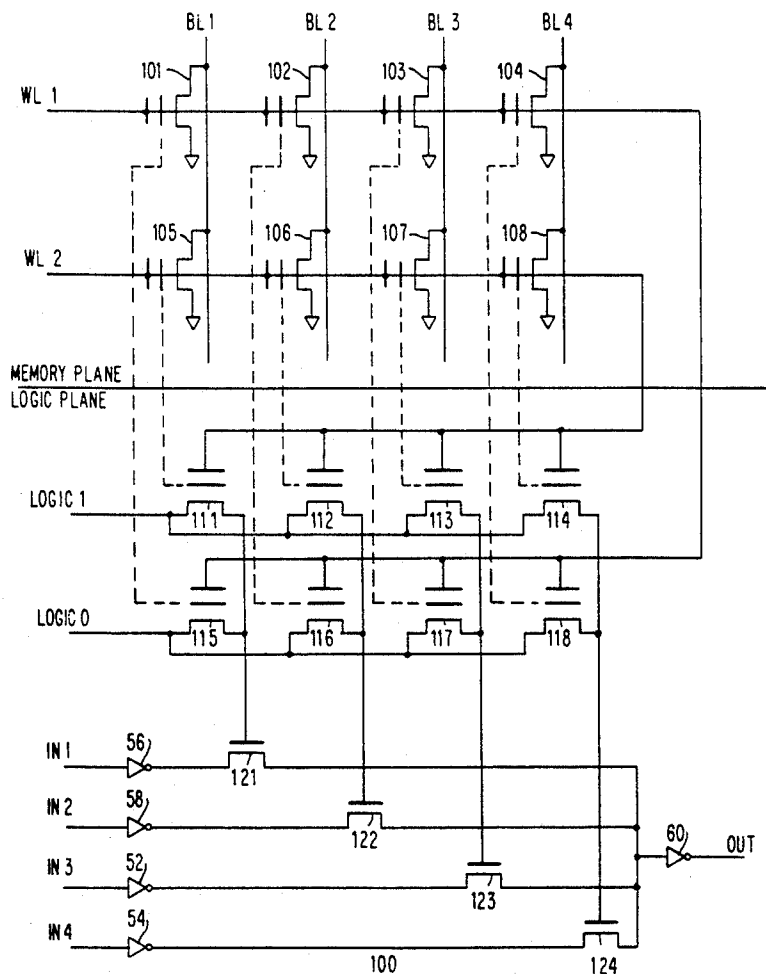 BL 1 BL 2 BL 3 BL 4
101 102 103 104
WL 1
105 106 107 108
WL 2
MEMORY PLANE
LOGIC PLANE
LOGIC 1 111 112 113 114
LOGIC 0 115 116 117 118
IN 1 56 121
IN 2 58 122
60 OUT
IN 3 52 123
IN 4 54 124
100